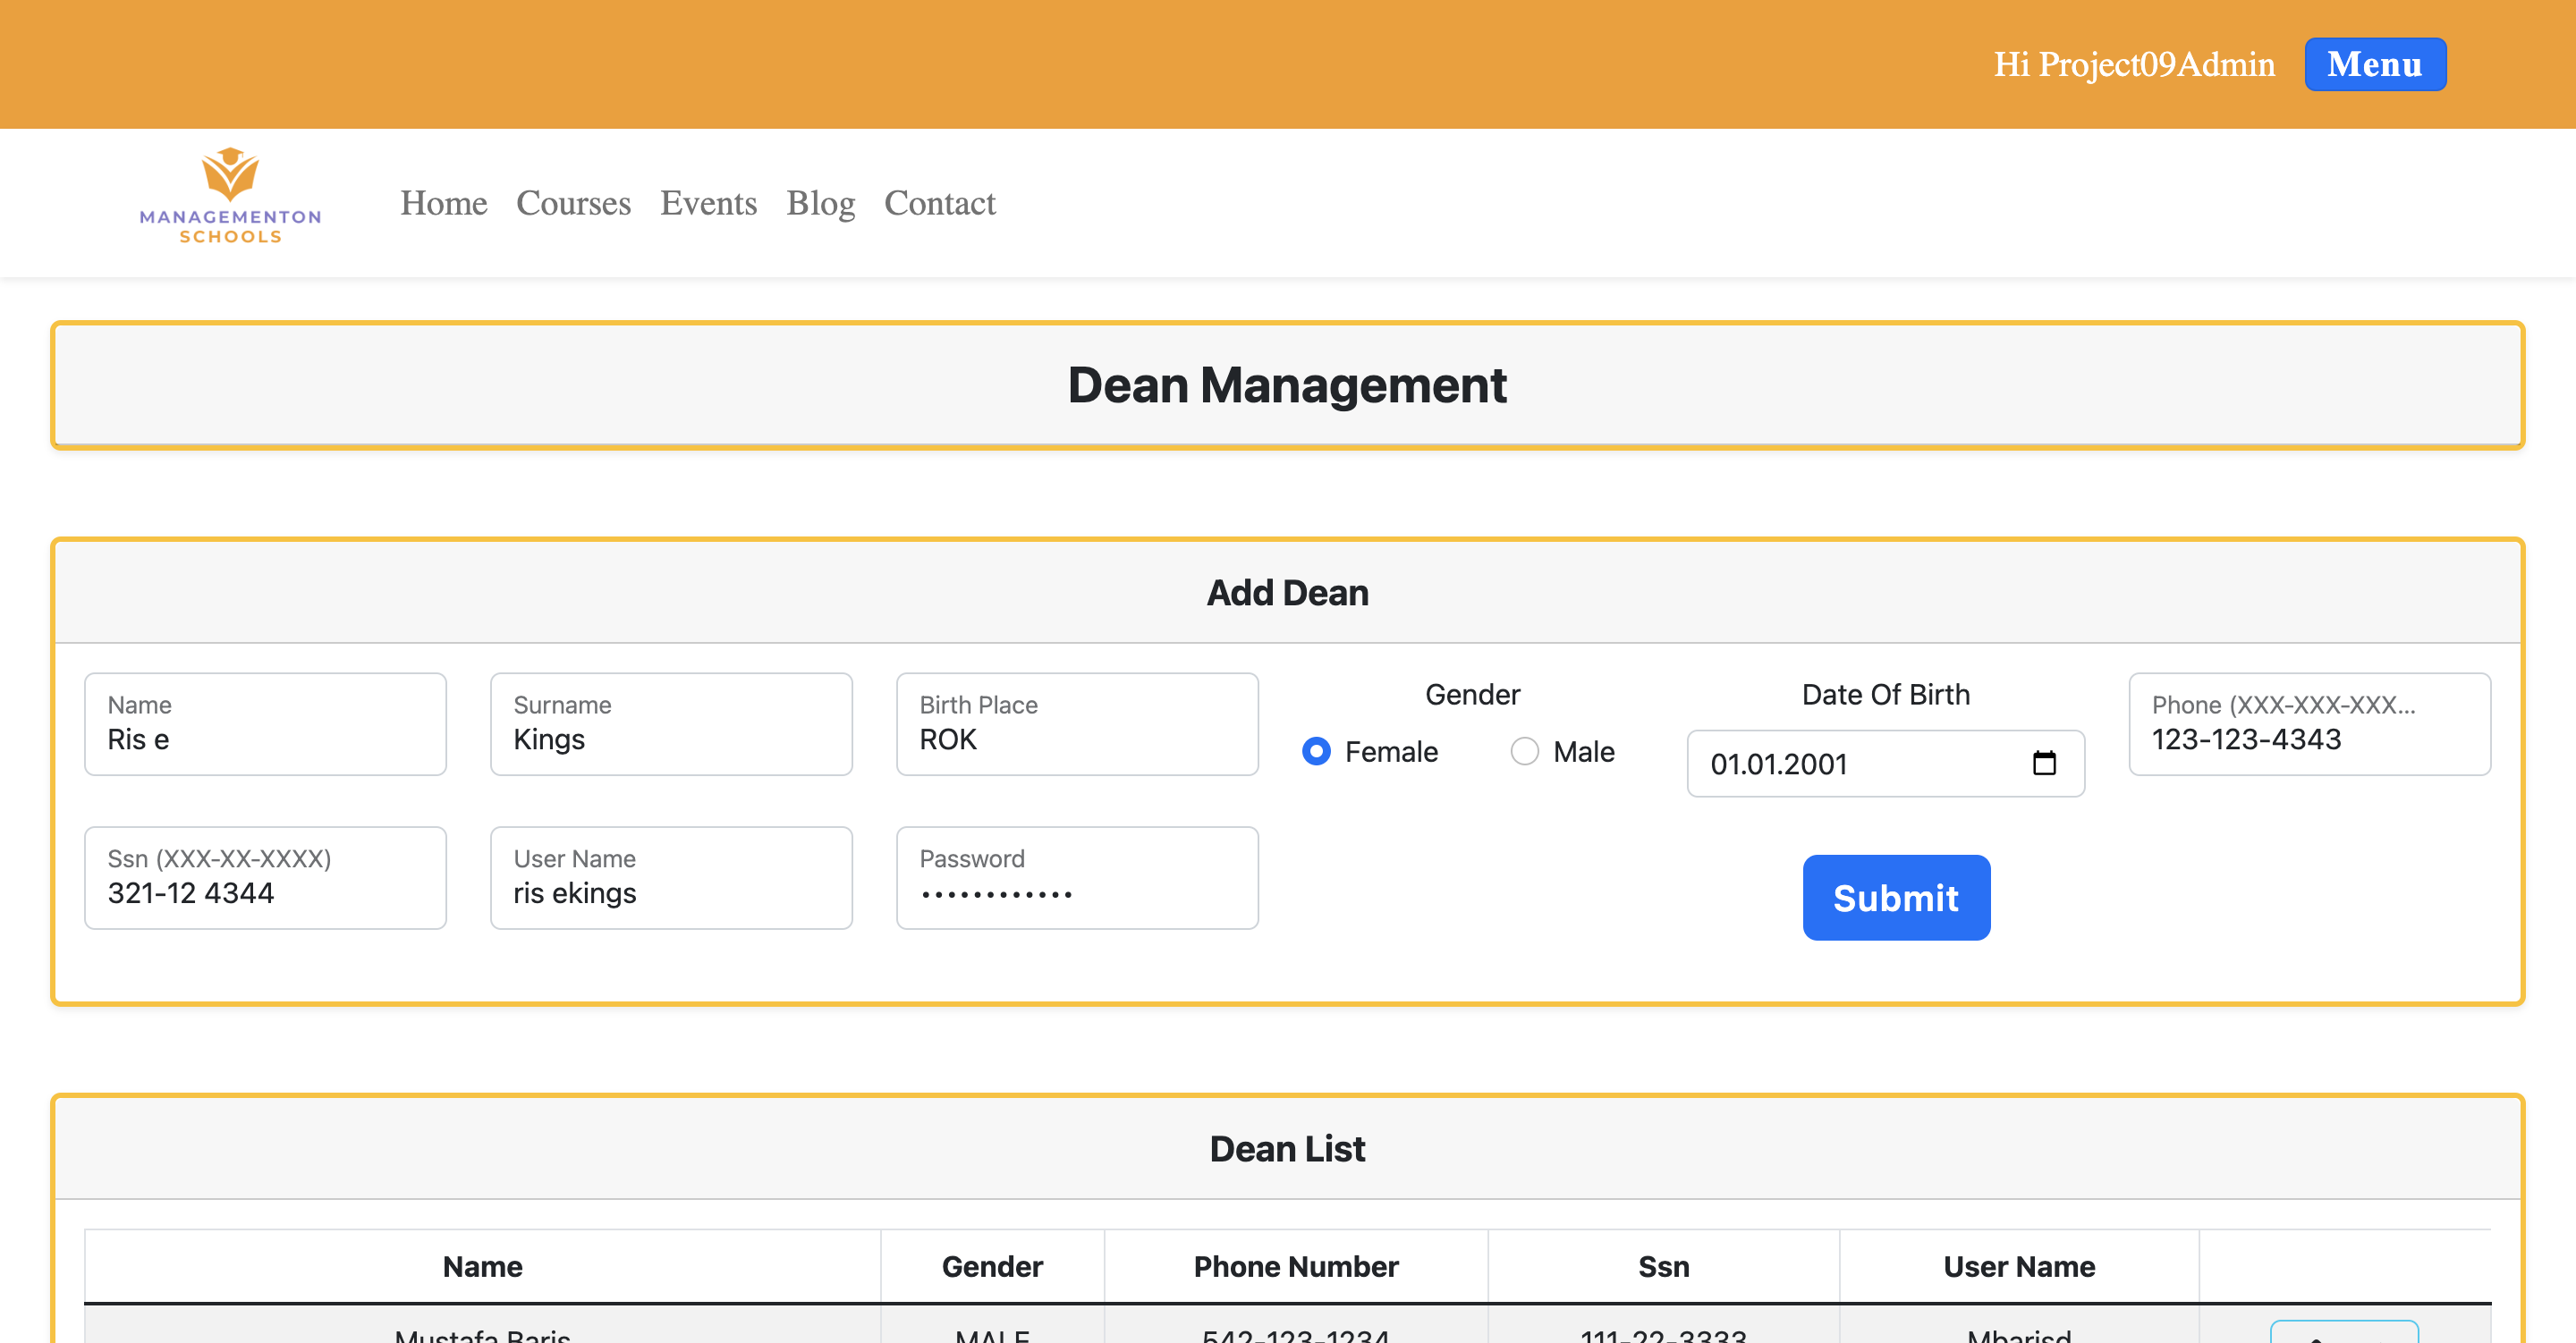 Hi Project09Admin Menu
MANAGEMENTON
SCHOOLS
Home Courses Events Blog Contact
Dean Management
Add Dean
Name
Ris e
Surname
Kings
Birth Place
ROK
Gender
Female Male
Date Of Birth
01.01.2001
Phone (XXX-XXX-XXX...
123-123-4343
Ssn (XXX-XX-XXXX)
321-12 4344
User Name
ris ekings
Password
••••••••••••
Submit
Dean List
Name Gender Phone Number Ssn User Name
Mustafa Baris MALE 542-123-1234 111-22-3333 Mbarisd